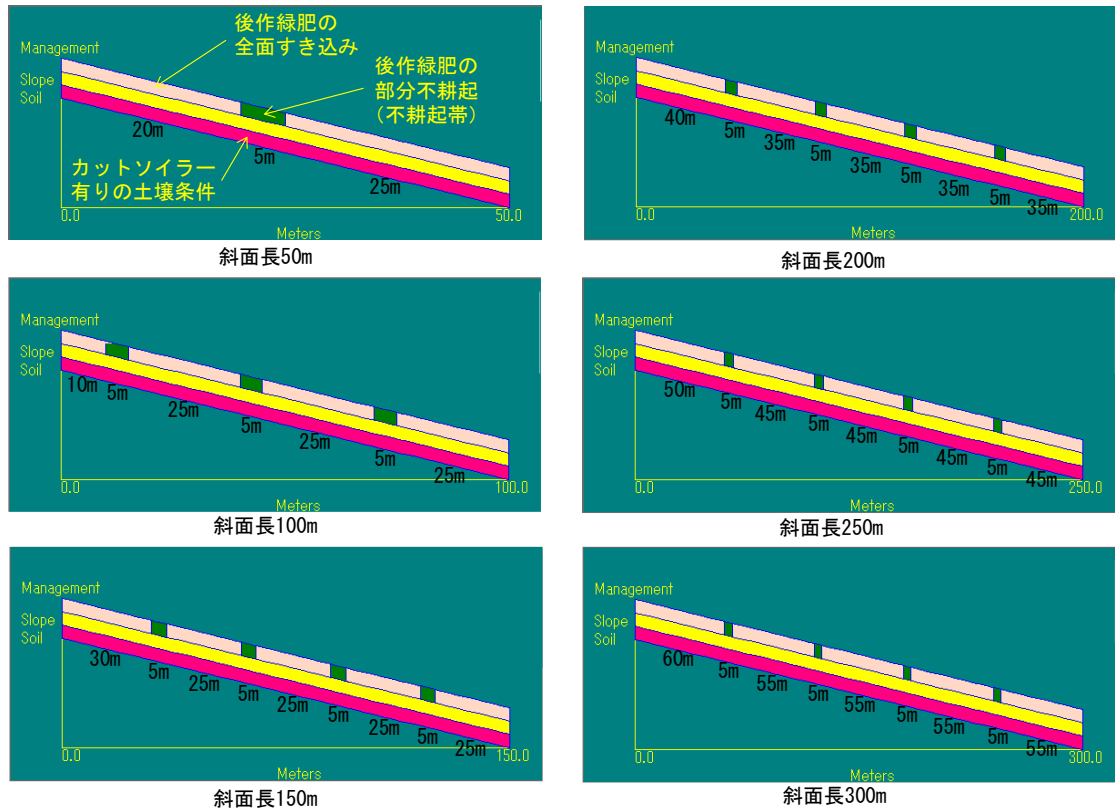 Management
Slope
Soil
後作緑肥の
全面すき込み
後作緑肥の
部分不耕起
（不耕起帯）
20m
5m
25m
カットソイラー
有りの土壌条件
0.0
50.0
Meters
斜面長50m
Management
Slope
Soil
40m
5m
35m
5m
35m
5m
35m
5m
35m
0.0
200.0
Meters
斜面長200m
Management
Slope
Soil
10m
5m
25m
5m
25m
5m
25m
0.0
100.0
Meters
斜面長100m
Management
Slope
Soil
50m
5m
45m
5m
45m
5m
45m
5m
45m
0.0
250.0
Meters
斜面長250m
Management
Slope
Soil
30m
5m
25m
5m
25m
5m
25m
5m
25m
0.0
150.0
Meters
斜面長150m
Management
Slope
Soil
60m
5m
55m
5m
55m
5m
55m
5m
55m
0.0
300.0
Meters
斜面長300m